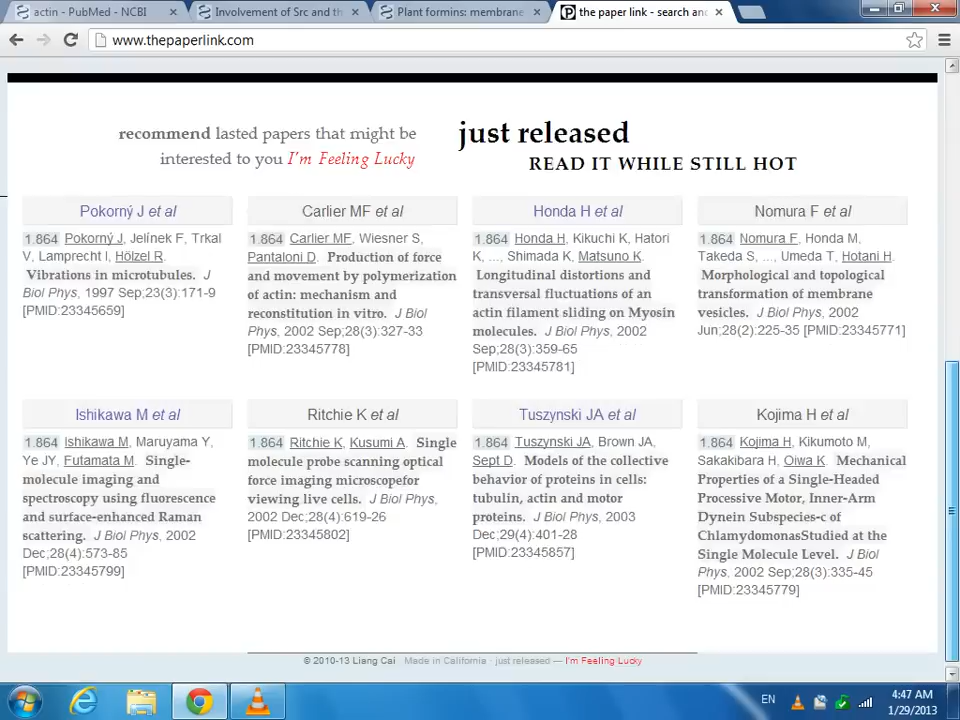 actin - PubMed - NCBI
Involvement of Src and th
Plant formins: membrane
the paper link - search and
www.thepaperlink.com
recommend lasted papers that might be
interested to you I'm Feeling Lucky
just released
READ IT WHILE STILL HOT
Pokorný J et al
1.864 Pokorný J, Jelínek F, Trkal
V, Lamprecht I, Hölzel R.
Vibrations in microtubules. J
Biol Phys, 1997 Sep;23(3):171-9
[PMID:23345659]
Carlier MF et al
1.864 Carlier MF, Wiesner S,
Pantaloni D. Production of force
and movement by polymerization
of actin: mechanism and
reconstitution in vitro. J Biol
Phys, 2002 Sep;28(3):327-33
[PMID:23345778]
Honda H et al
1.864 Honda H, Kikuchi K, Hatori
K, ..., Shimada K, Matsuno K.
Longitudinal distortions and
transversal fluctuations of an
actin filament sliding on Myosin
molecules. J Biol Phys, 2002
Sep;28(3):359-65
[PMID:23345781]
Nomura F et al
1.864 Nomura F, Honda M,
Takeda S, ..., Umeda T, Hotani H.
Morphological and topological
transformation of membrane
vesicles. J Biol Phys, 2002
Jun;28(2):225-35 [PMID:23345771]
Ishikawa M et al
1.864 Ishikawa M, Maruyama Y,
Ye JY, Futamata M. Single-
molecule imaging and
spectroscopy using fluorescence
and surface-enhanced Raman
scattering. J Biol Phys, 2002
Dec;28(4):573-85
[PMID:23345799]
Ritchie K et al
1.864 Ritchie K, Kusumi A. Single
molecule probe scanning optical
force imaging microscopefor
viewing live cells. J Biol Phys,
2002 Dec;28(4):619-26
[PMID:23345802]
Tuszynski JA et al
1.864 Tuszynski JA, Brown JA,
Sept D. Models of the collective
behavior of proteins in cells:
tubulin, actin and motor
proteins. J Biol Phys, 2003
Dec;29(4):401-28
[PMID:23345857]
Kojima H et al
1.864 Kojima H, Kikumoto M,
Sakakibara H, Oiwa K. Mechanical
Properties of a Single-Headed
Processive Motor, Inner-Arm
Dynein Subspecies-c of
ChlamydomonasStudied at the
Single Molecule Level. J Biol
Phys, 2002 Sep;28(3):335-45
[PMID:23345779]
© 2010-13 Liang Cai Made in California · just released — I'm Feeling Lucky
EN
4:47 AM
1/29/2013